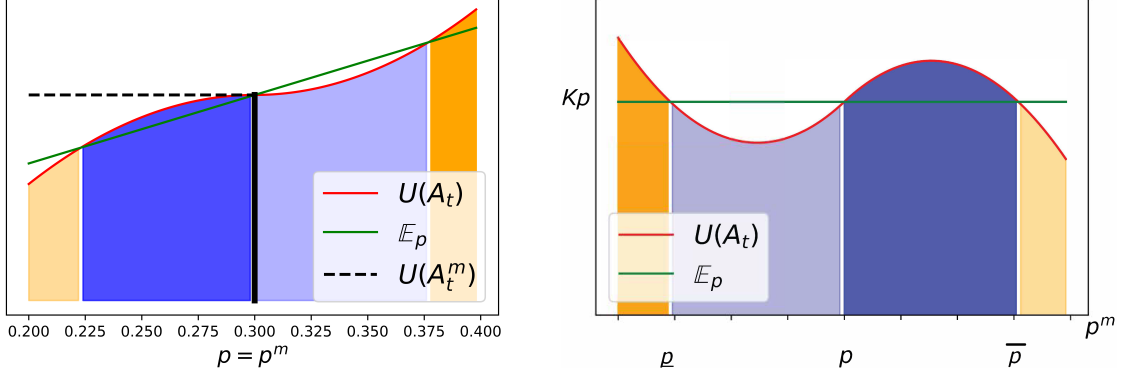 U(A_t)
𝔼_p
U(A_t^m)
0.200 0.225 0.250 0.275 0.300 0.325 0.350 0.375 0.400
p = p^m
Kp
U(A_t)
𝔼_p
p^m
p̲ p p̅